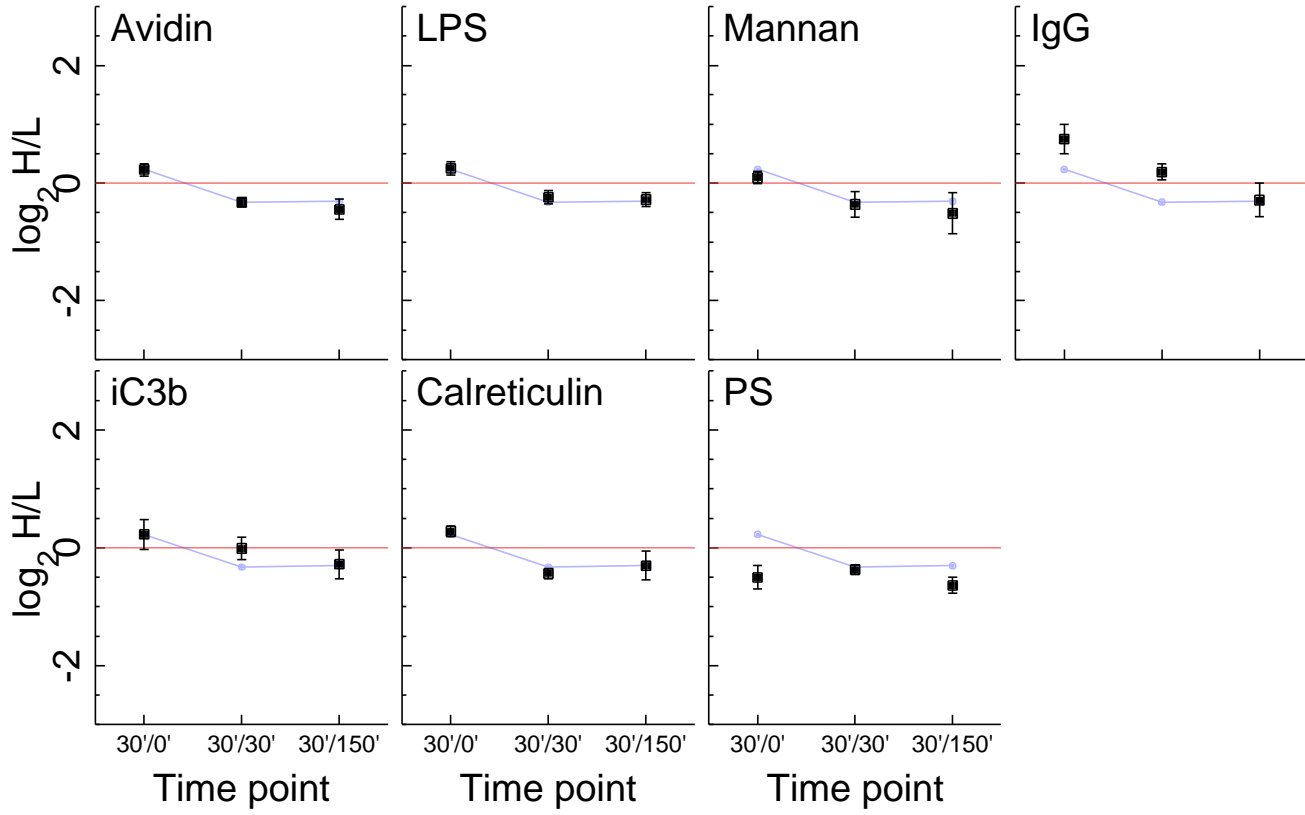 Avidin
LPS
Mannan
IgG
log2 H/L
2
0
-2
iC3b
Calreticulin
PS
log2 H/L
2
0
-2
30'/0' 30'/30' 30'/150'
30'/0' 30'/30' 30'/150'
30'/0' 30'/30' 30'/150'
Time point
Time point
Time point